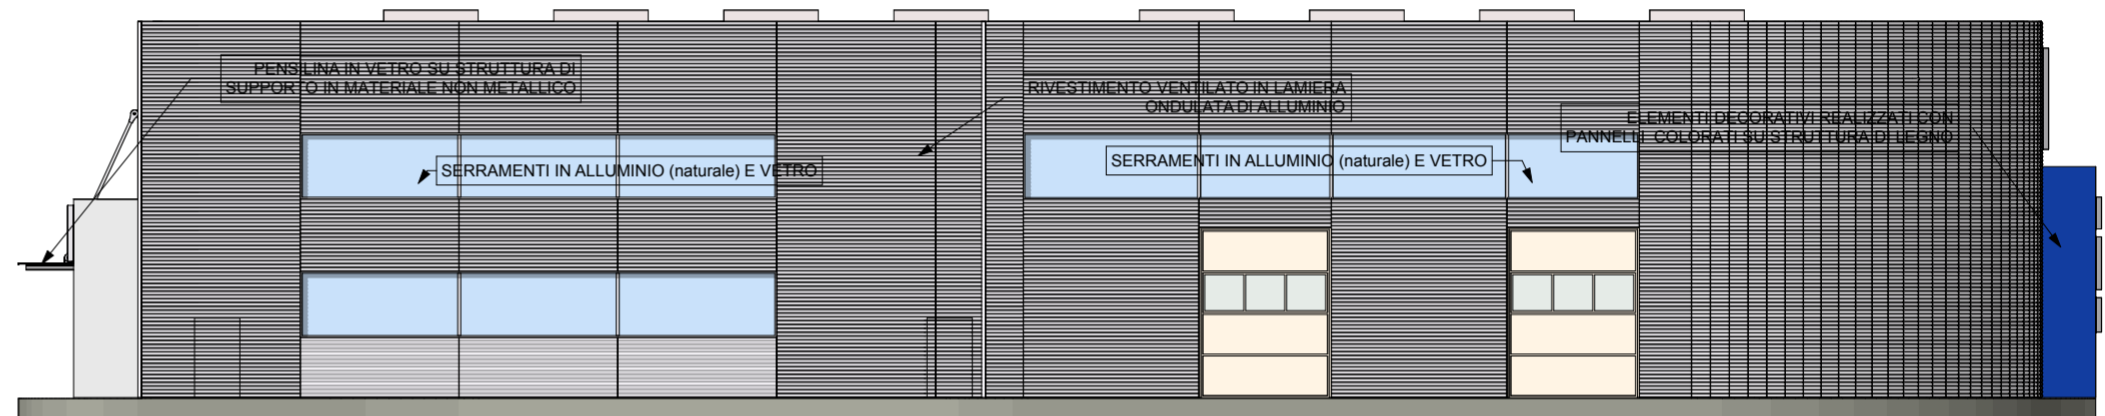 PENSILINA IN VETRO SU STRUTTURA DI
SUPPORTO IN MATERIALE NON METALLICO
SERRAMENTI IN ALLUMINIO (naturale) E VETRO
RIVESTIMENTO VENTILATO IN LAMIERA
ONDULATA DI ALLUMINIO
SERRAMENTI IN ALLUMINIO (naturale) E VETRO
ELEMENTI DECORATIVI REALIZZATI CON
PANNELLI COLORATI SU STRUTTURA DI LEGNO